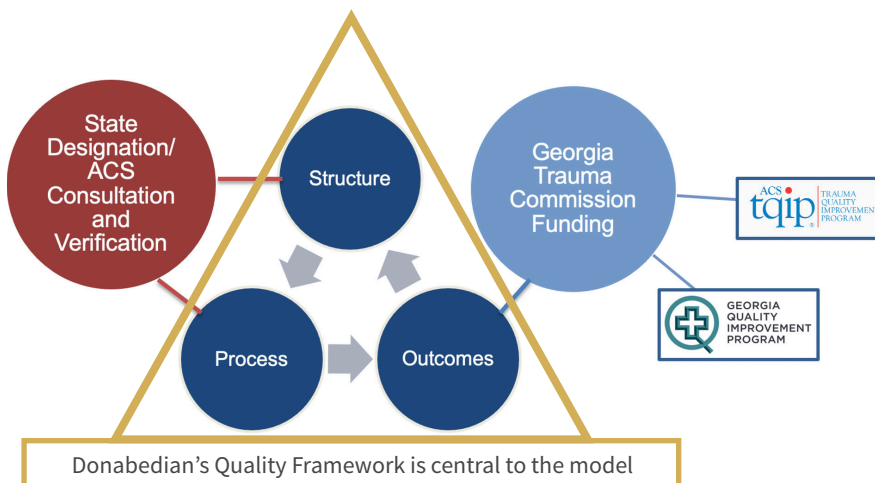 State
Designation/
ACS
Consultation
and
Verification
Structure
Process
Outcomes
Georgia
Trauma
Commission
Funding
ACS
tqip®
TRAUMA
QUALITY
IMPROVEMENT
PROGRAM
GEORGIA
QUALITY
IMPROVEMENT
PROGRAM
Donabedian’s Quality Framework is central to the model